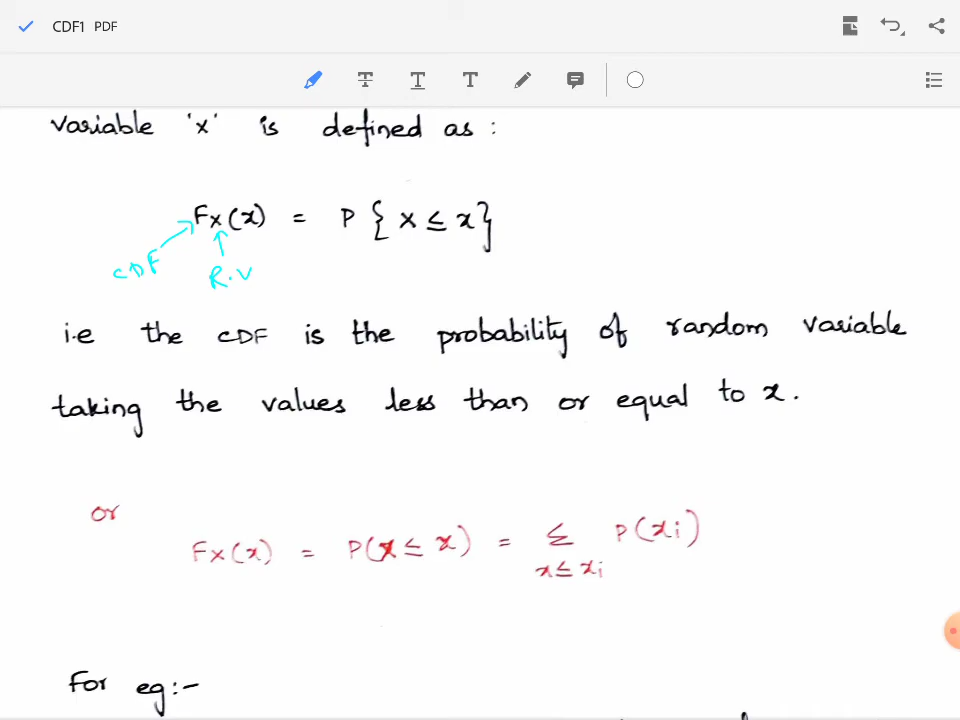 CDF1 PDF
variable 'x' is defined as :
Fx(x) = P { X ≤ x }
CDF
R.V
i.e the CDF is the probability of random variable
taking the values less than or equal to x.
or
Fx(x) = P(X ≤ x) = Σ P(xi)
x ≤ xi
For eg:-